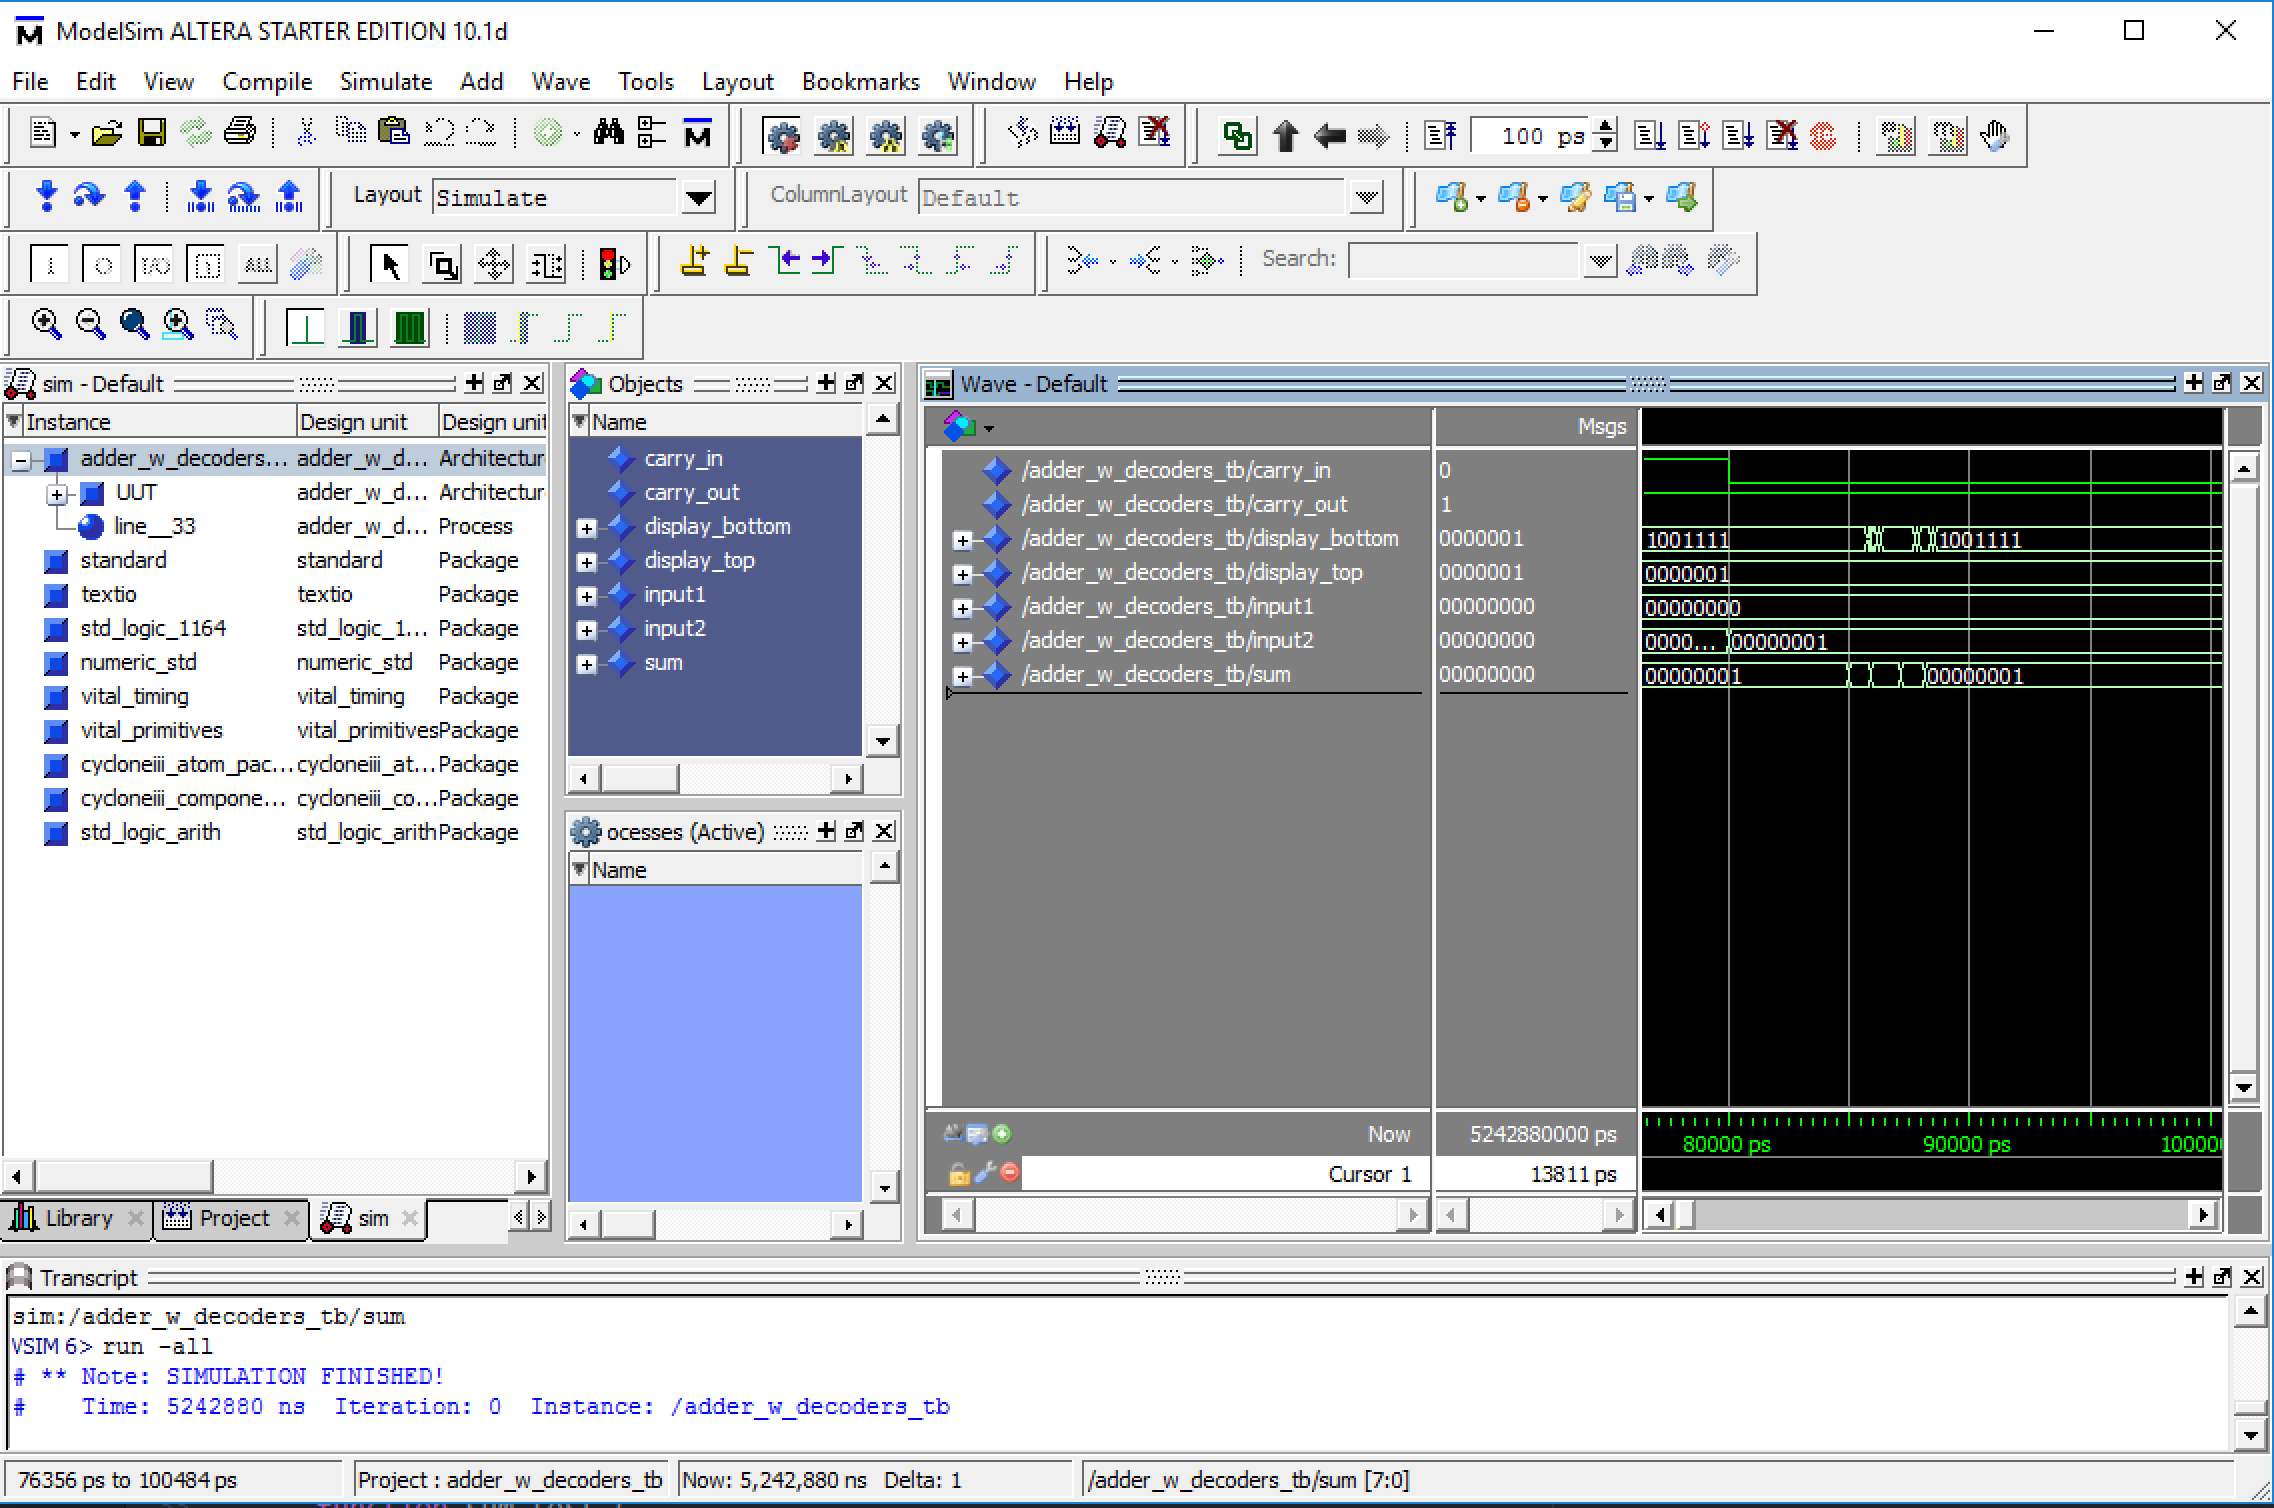 ModelSim ALTERA STARTER EDITION 10.1d
File Edit View Compile Simulate Add Wave Tools Layout Bookmarks Window Help
100 ps
Layout Simulate ColumnLayout Default
I O I/O ALL Search:
sim - Default
Instance Design unit Design unit
adder_w_decoders... adder_w_d... Architectur
UUT adder_w_d... Architectur
line__33 adder_w_d... Process
standard standard Package
textio textio Package
std_logic_1164 std_logic_1... Package
numeric_std numeric_std Package
vital_timing vital_timing Package
vital_primitives vital_primitives Package
cycloneiii_atom_pac... cycloneiii_at... Package
cycloneiii_compone... cycloneiii_co... Package
std_logic_arith std_logic_arith Package
Library Project sim
Objects
Name
carry_in
carry_out
display_bottom
display_top
input1
input2
sum
ocesses (Active)
Name
Wave - Default
Msgs
/adder_w_decoders_tb/carry_in 0
/adder_w_decoders_tb/carry_out 1
/adder_w_decoders_tb/display_bottom 0000001 1001111 1001111
/adder_w_decoders_tb/display_top 0000001 0000001
/adder_w_decoders_tb/input1 00000000 00000000
/adder_w_decoders_tb/input2 00000000 0000... 00000001
/adder_w_decoders_tb/sum 00000000 00000001 00000001
Now 5242880000 ps 80000 ps 90000 ps 100000
Cursor 1 13811 ps
Transcript
sim:/adder_w_decoders_tb/sum
VSIM 6> run -all
# ** Note: SIMULATION FINISHED!
# Time: 5242880 ns Iteration: 0 Instance: /adder_w_decoders_tb
76356 ps to 100484 ps Project : adder_w_decoders_tb Now: 5,242,880 ns Delta: 1 /adder_w_decoders_tb/sum [7:0]